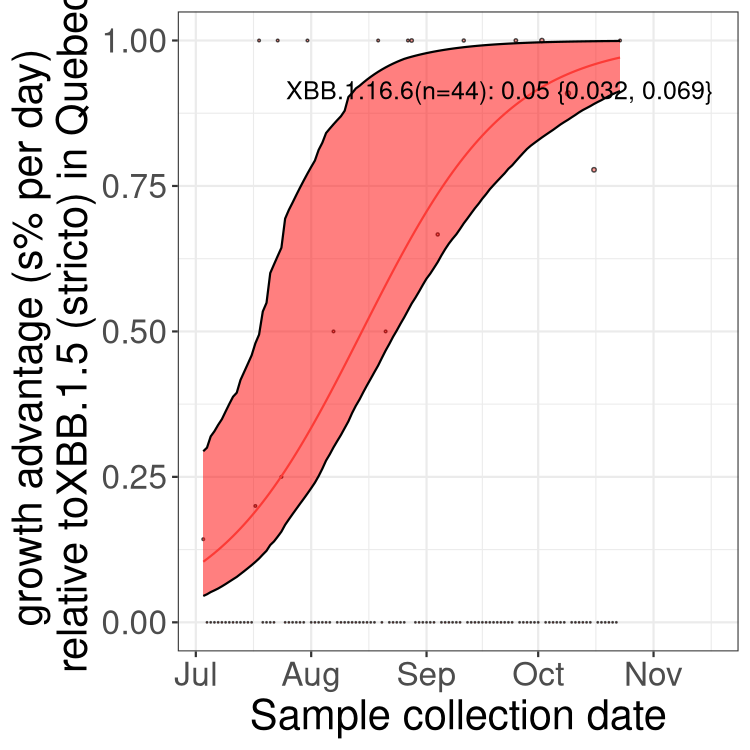 growth advantage (s% per day)
relative toXBB.1.5 (stricto) in Quebec
1.00
0.75
0.50
0.25
0.00
XBB.1.16.6(n=44): 0.05 {0.032, 0.069}
Jul Aug Sep Oct Nov
Sample collection date